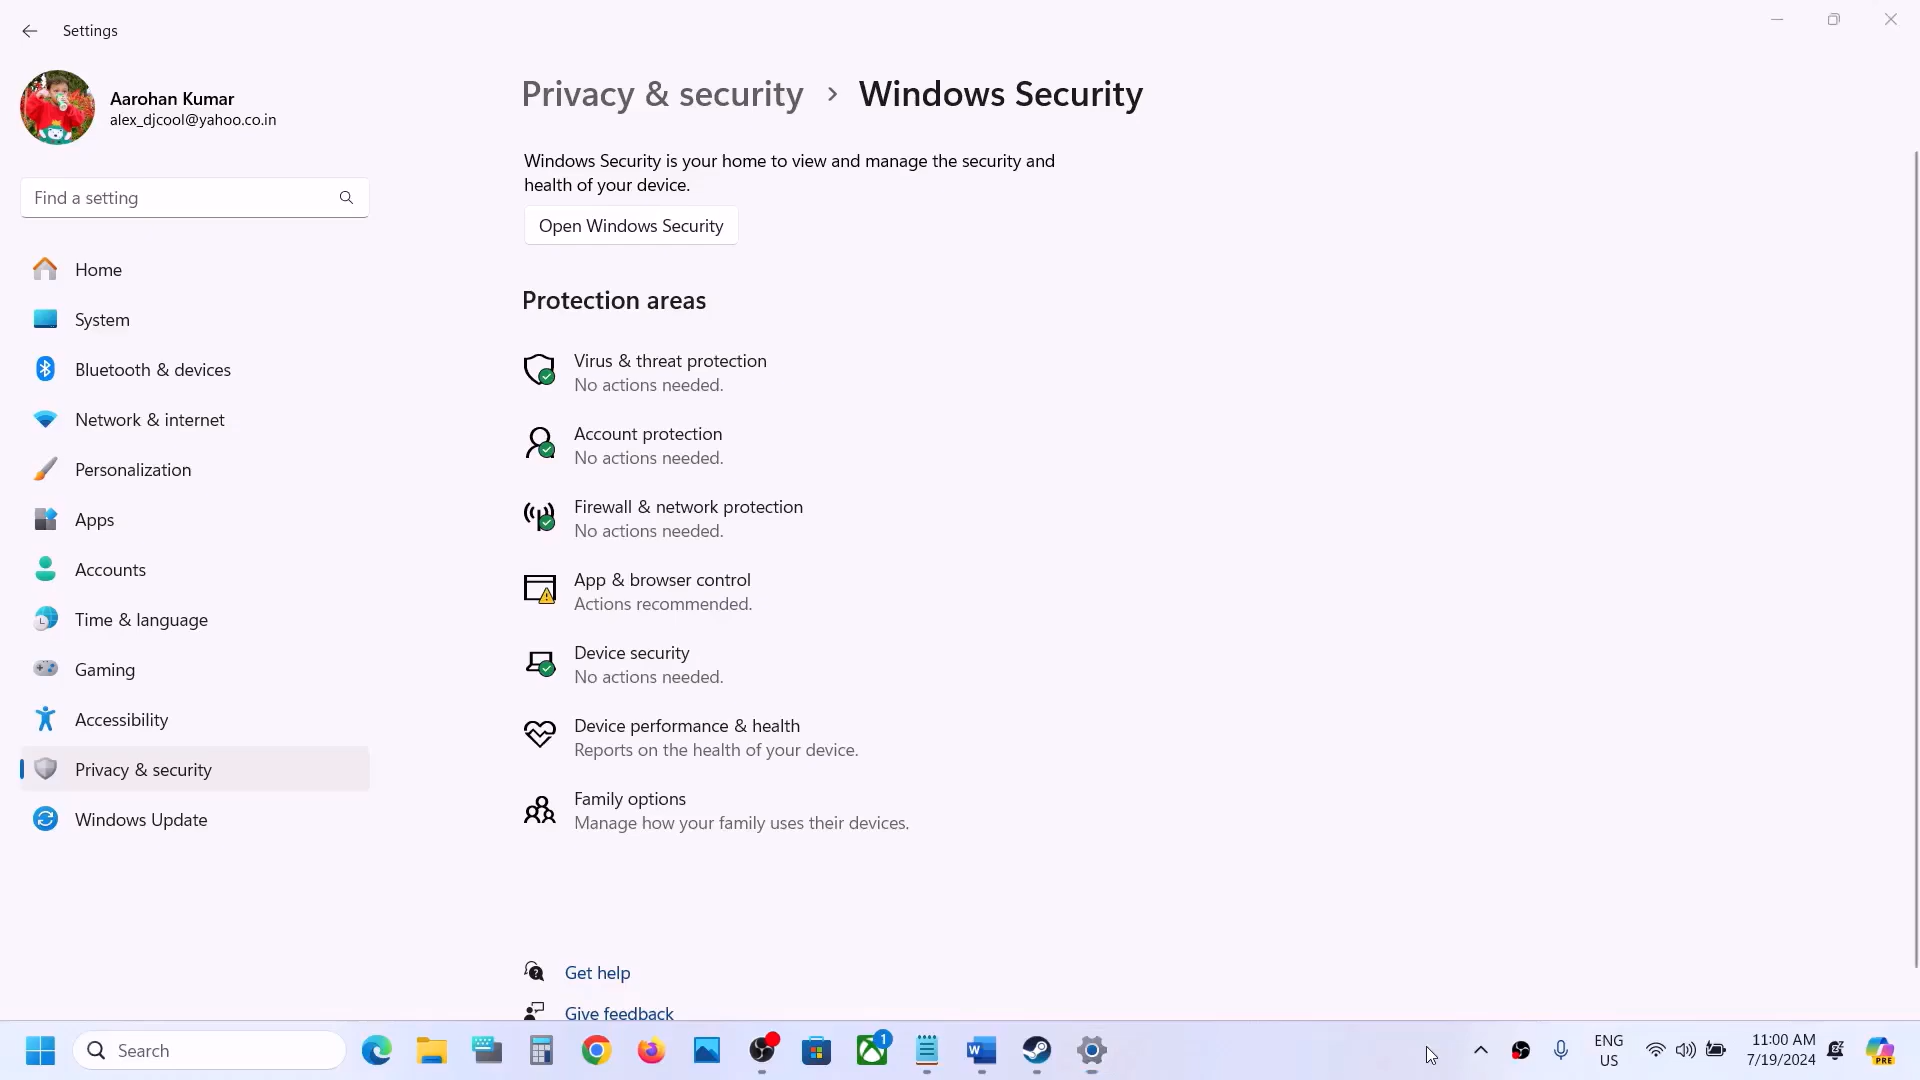 Settings
Aarohan Kumar
alex_djcool@yahoo.co.in
Find a setting
Home
System
Bluetooth & devices
Network & internet
Personalization
Apps
Accounts
Time & language
Gaming
Accessibility
Privacy & security
Windows Update
Privacy & security > Windows Security
Windows Security is your home to view and manage the security and
health of your device.
Open Windows Security
Protection areas
Virus & threat protection
No actions needed.
Account protection
No actions needed.
Firewall & network protection
No actions needed.
App & browser control
Actions recommended.
Device security
No actions needed.
Device performance & health
Reports on the health of your device.
Family options
Manage how your family uses their devices.
Get help
Give feedback
Search
1
ENG
US
11:00 AM
7/19/2024
PRE